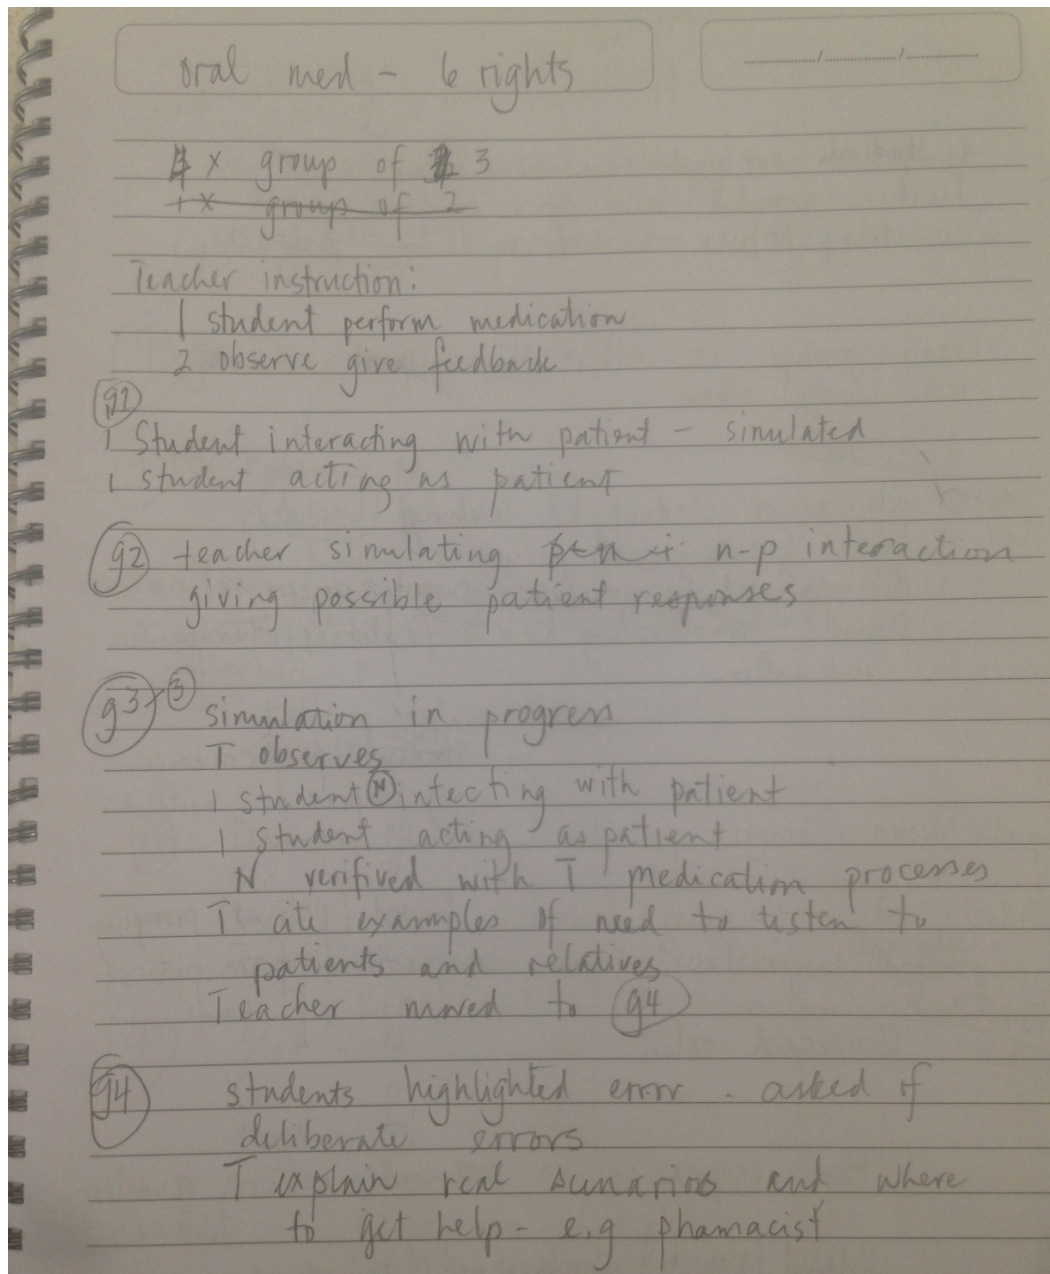 oral med - 6 rights
4 x group of 3
1 x group of 2
Teacher instruction:
1 student perform medication
2 observe give feedback
g1
1 Student interacting with patient - simulated
1 student acting as patient
g2 teacher simulating n-p interaction
giving possible patient responses
g3 - 3
simulation in progress
T observes
1 student N intecting with patient
1 student acting as patient
N verifived with T medication processes
T cite examples of need to listen to
patients and relatives
Teacher moved to g4
g4 students highlighted error. asked if
deliberate errors
T explain real scenarios and where
to get help - e.g phamacist